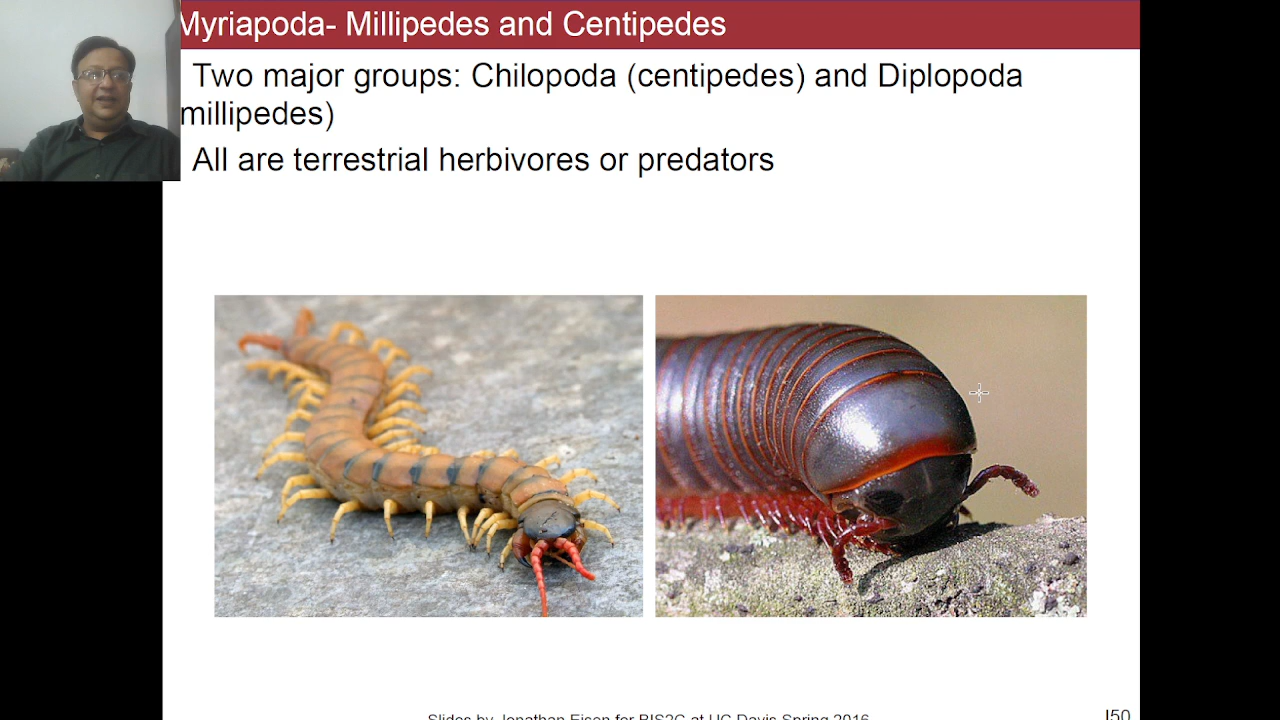 Myriapoda- Millipedes and Centipedes
Two major groups: Chilopoda (centipedes) and Diplopoda
millipedes)
All are terrestrial herbivores or predators
Slides by Jonathan Eisen for BIS2C at UC Davis Spring 2016
150